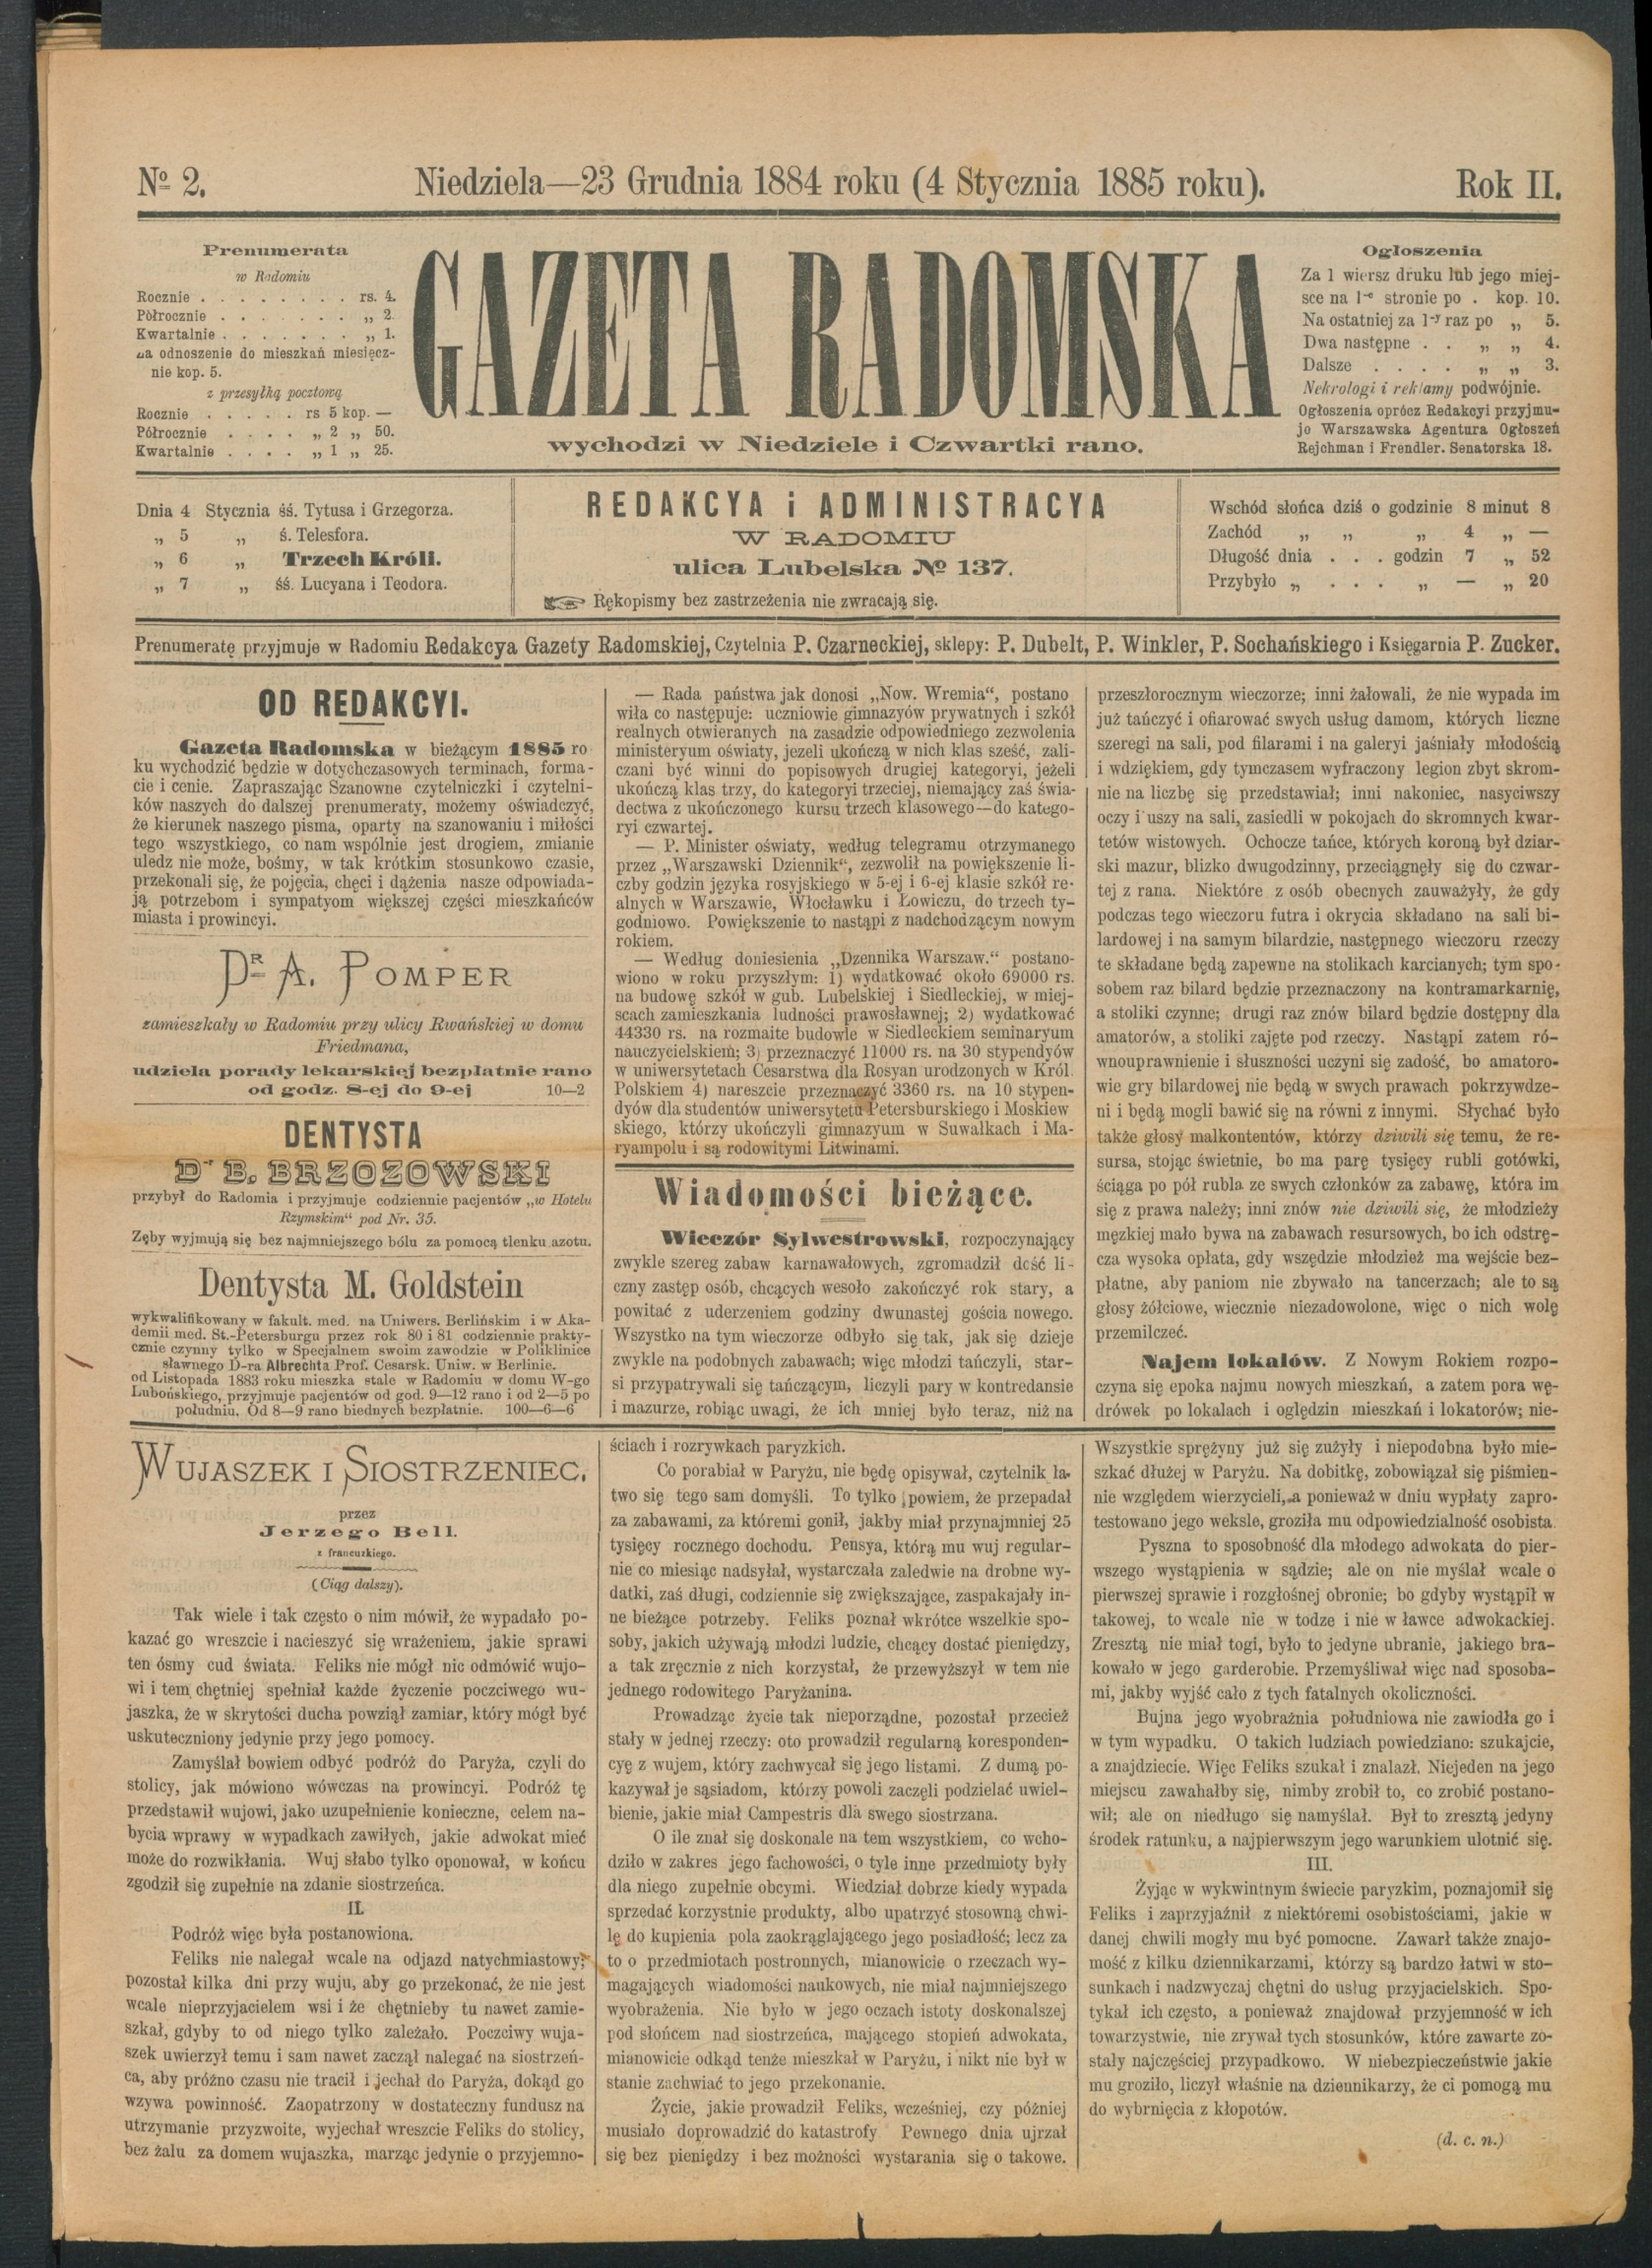 № 2.
Niedziela—23 Grudnia 1884 roku (4 Stycznia 1885 roku).
Rok II.
Prenumerata
w Radomiu
Rocznie . . . . . . . . rs. 4.
Półrocznie . . . . . . . „ 2.
Kwartalnie . . . . . . . „ 1.
Za odnoszenie do mieszkań miesięcz-
nie kop. 5.
z przesyłką pocztową
Rocznie . . . . . rs 5 kop. —
Półrocznie . . . . „ 2 „ 50.
Kwartalnie . . . . „ 1 „ 25.
GAZETA RADOMSKA
wychodzi w Niedziele i Czwartki rano.
Ogłoszenia
Za 1 wiersz druku lub jego miej-
sce na 1-e stronie po . kop. 10.
Na ostatniej za 1-y raz po „ 5.
Dwa następne . . „ „ 4.
Dalsze . . . . „ „ 3.
Nekrologi i reklamy podwójnie.
Ogłoszenia oprócz Redakcyi przyjmu-
je Warszawska Agentura Ogłoszeń
Rejchman i Frendler. Senatorska 18.
Dnia 4 Stycznia śś. Tytusa i Grzegorza.
„ 5 „ ś. Telesfora.
„ 6 „ Trzech Króli.
„ 7 „ śś. Lucyana i Teodora.
REDAKCYA i ADMINISTRACYA
W RADOMIU
ulica Lubelska № 137.
Rękopismy bez zastrzeżenia nie zwracają się.
Wschód słońca dziś o godzinie 8 minut 8
Zachód „ „ „ 4 „ —
Długość dnia . . . godzin 7 „ 52
Przybyło „ . . . „ — „ 20
Prenumeratę przyjmuje w Radomiu Redakcya Gazety Radomskiej, Czytelnia P. Czarneckiej, sklepy: P. Dubelt, P. Winkler, P. Sochańskiego i Księgarnia P. Zucker.
OD REDAKCYI.
Gazeta Radomska w bieżącym 1885 ro
ku wychodzić będzie w dotychczasowych terminach, forma-
cie i cenie. Zapraszając Szanowne czytelniczki i czytelni-
ków naszych do dalszej prenumeraty, możemy oświadczyć,
że kierunek naszego pisma, oparty na szanowaniu i miłości
tego wszystkiego, co nam wspólnie jest drogiem, zmianie
uledz nie może, bośmy, w tak krótkim stosunkowo czasie,
przekonali się, że pojęcia, chęci i dążenia nasze odpowiada-
ją potrzebom i sympatyom większej części mieszkańców
miasta i prowincyi.
DR A. POMPER
zamieszkały w Radomiu przy ulicy Rwańskiej w domu
Friedmana,
udziela porady lekarskiej bezpłatnie rano
od godz. 8-ej do 9-ej 10—2
DENTYSTA
Dr B. BRZOZOWSKI
przybył do Radomia i przyjmuje codziennie pacjentów „w Hotelu
Rzymskim“ pod Nr. 35.
Zęby wyjmują się bez najmniejszego bólu za pomocą tlenku azotu.
Dentysta M. Goldstein
wykwalifikowany w fakult. med. na Uniwers. Berlińskim i w Aka-
demii med. St.-Petersburgu przez rok 80 i 81 codziennie prakty-
cznie czynny tylko w Specjalnem swoim zawodzie w Poliklinice
sławnego D-ra Albrechta Prof. Cesarsk. Uniw. w Berlinie.
od Listopada 1883 roku mieszka stale w Radomiu w domu W-go
Lubońskiego, przyjmuje pacjentów od god. 9—12 rano i od 2—5 po
południu. Od 8—9 rano biednych bezpłatnie. 100—6—6
— Rada państwa jak donosi „Now. Wremia“, postano
wiła co następuje: uczniowie gimnazyów prywatnych i szkół
realnych otwieranych na zasadzie odpowiedniego zezwolenia
ministeryum oświaty, jezeli ukończą w nich klas sześć, zali-
czani być winni do popisowych drugiej kategoryi, jeżeli
ukończą klas trzy, do kategoryi trzeciej, niemający zaś świa-
dectwa z ukończonego kursu trzech klasowego—do katego-
ryi czwartej.
— P. Minister oświaty, według telegramu otrzymanego
przez „Warszawski Dziennik“, zezwolił na powiększenie li-
czby godzin języka rosyjskiego w 5-ej i 6-ej klasie szkół re-
alnych w Warszawie, Włocławku i Łowiczu, do trzech ty-
godniowo. Powiększenie to nastąpi z nadchodzącym nowym
rokiem.
— Według doniesienia „Dzennika Warszaw.“ postano-
wiono w roku przyszłym: 1) wydatkować około 69000 rs.
na budowę szkół w gub. Lubelskiej i Siedleckiej, w miej-
scach zamieszkania ludności prawosławnej; 2) wydatkować
44330 rs. na rozmaite budowle w Siedleckiem seminaryum
nauczycielskiem; 3) przeznaczyć 11000 rs. na 30 stypendyów
w uniwersytetach Cesarstwa dla Rosyan urodzonych w Król.
Polskiem 4) nareszcie przeznaczyć 3360 rs. na 10 stypen-
dyów dla studentów uniwersytetu Petersburskiego i Moskiew
skiego, którzy ukończyli gimnazyum w Suwałkach i Ma-
ryampolu i są rodowitymi Litwinami.
Wiadomości bieżące.
Wieczór Sylwestrowski, rozpoczynający
zwykle szereg zabaw karnawałowych, zgromadził dość li-
czny zastęp osób, chcących wesoło zakończyć rok stary, a
powitać z uderzeniem godziny dwunastej gościa nowego.
Wszystko na tym wieczorze odbyło się tak, jak się dzieje
zwykle na podobnych zabawach; więc młodzi tańczyli, star-
si przypatrywali się tańczącym, liczyli pary w kontredansie
i mazurze, robiąc uwagi, że ich mniej było teraz, niż na
przeszłorocznym wieczorze; inni żałowali, że nie wypada im
już tańczyć i ofiarować swych usług damom, których liczne
szeregi na sali, pod filarami i na galeryi jaśniały młodością
i wdziękiem, gdy tymczasem wyfraczony legion zbyt skrom-
nie na liczbę się przedstawiał; inni nakoniec, nasyciwszy
oczy i uszy na sali, zasiedli w pokojach do skromnych kwar-
tetów wistowych. Ochocze tańce, których koroną był dziar-
ski mazur, blizko dwugodzinny, przeciągnęły się do czwar-
tej z rana. Niektóre z osób obecnych zauważyły, że gdy
podczas tego wieczoru futra i okrycia składano na sali bi-
lardowej i na samym bilardzie, następnego wieczoru rzeczy
te składane będą zapewne na stolikach karcianych; tym spo-
sobem raz bilard będzie przeznaczony na kontramarkarnię,
a stoliki czynne; drugi raz znów bilard będzie dostępny dla
amatorów, a stoliki zajęte pod rzeczy. Nastąpi zatem ró-
wnouprawnienie i słuszności uczyni się zadość, bo amatoro-
wie gry bilardowej nie będą w swych prawach pokrzywdze-
ni i będą mogli bawić się na równi z innymi. Słychać było
także głosy malkontentów, którzy dziwili się temu, że re-
sursa, stojąc świetnie, bo ma parę tysięcy rubli gotówki,
ściąga po pół rubla ze swych członków za zabawę, która im
się z prawa należy; inni znów nie dziwili się, że młodzieży
męzkiej mało bywa na zabawach resursowych, bo ich odstrę-
cza wysoka opłata, gdy wszędzie młodzież ma wejście bez-
płatne, aby paniom nie zbywało na tancerzach; ale to są
głosy żółciowe, wiecznie niezadowolone, więc o nich wolę
przemilczeć.
Najem lokalów. Z Nowym Rokiem rozpo-
czyna się epoka najmu nowych mieszkań, a zatem pora wę-
drówek po lokalach i oględzin mieszkań i lokatorów; nie-
WUJASZEK I SIOSTRZENIEC.
przez
Jerzego Bell.
z francuzkiego.
(Ciąg dalszy).
Tak wiele i tak często o nim mówił, że wypadało po-
kazać go wreszcie i nacieszyć się wrażeniem, jakie sprawi
ten ósmy cud świata. Feliks nie mógł nic odmówić wujo-
wi i tem chętniej spełniał każde życzenie poczciwego wu-
jaszka, że w skrytości ducha powziął zamiar, który mógł być
uskuteczniony jedynie przy jego pomocy.
Zamyślał bowiem odbyć podróż do Paryża, czyli do
stolicy, jak mówiono wówczas na prowincyi. Podróż tę
przedstawił wujowi, jako uzupełnienie konieczne, celem na-
bycia wprawy w wypadkach zawiłych, jakie adwokat mieć
może do rozwikłania. Wuj słabo tylko oponował, w końcu
zgodził się zupełnie na zdanie siostrzeńca.
II.
Podróż więc była postanowiona.
Feliks nie nalegał wcale na odjazd natychmiastowy;
pozostał kilka dni przy wuju, aby go przekonać, że nie jest
wcale nieprzyjacielem wsi i że chętnieby tu nawet zamie-
szkał, gdyby to od niego tylko zależało. Poczciwy wuja-
szek uwierzył temu i sam nawet zaczął nalegać na siostrzeń-
ca, aby próżno czasu nie tracił i jechał do Paryża, dokąd go
wzywa powinność. Zaopatrzony w dostateczny fundusz na
utrzymanie przyzwoite, wyjechał wreszcie Feliks do stolicy,
bez żalu za domem wujaszka, marząc jedynie o przyjemno-
ściach i rozrywkach paryzkich.
Co porabiał w Paryżu, nie będę opisywał, czytelnik ła-
two się tego sam domyśli. To tylko powiem, że przepadał
za zabawami, za któremi gonił, jakby miał przynajmniej 25
tysięcy rocznego dochodu. Pensya, którą mu wuj regular-
nie co miesiąc nadsyłał, wystarczała zaledwie na drobne wy-
datki, zaś długi, codziennie się zwiększające, zaspakajały in-
ne bieżące potrzeby. Feliks poznał wkrótce wszelkie spo-
soby, jakich używają młodzi ludzie, chcący dostać pieniędzy,
a tak zręcznie z nich korzystał, że przewyższył w tem nie
jednego rodowitego Paryżanina.
Prowadząc życie tak nieporządne, pozostał przecież
stały w jednej rzeczy: oto prowadził regularną koresponden-
cyę z wujem, który zachwycał się jego listami. Z dumą po-
kazywał je sąsiadom, którzy powoli zaczęli podzielać uwiel-
bienie, jakie miał Campestris dla swego siostrzana.
O ile znał się doskonale na tem wszystkiem, co wcho-
dziło w zakres jego fachowości, o tyle inne przedmioty były
dla niego zupełnie obcymi. Wiedział dobrze kiedy wypada
sprzedać korzystnie produkty, albo upatrzyć stosowną chwi-
lę do kupienia pola zaokrąglającego jego posiadłość; lecz za
to o przedmiotach postronnych, mianowicie o rzeczach wy-
magających wiadomości naukowych, nie miał najmniejszego
wyobrażenia. Nie było w jego oczach istoty doskonalszej
pod słońcem nad siostrzeńca, mającego stopień adwokata,
mianowicie odkąd tenże mieszkał w Paryżu, i nikt nie był w
stanie zachwiać to jego przekonanie.
Życie, jakie prowadził Feliks, wcześniej, czy później
musiało doprowadzić do katastrofy. Pewnego dnia ujrzał
się bez pieniędzy i bez możności wystarania się o takowe.
Wszystkie sprężyny już się zużyły i niepodobna było mie-
szkać dłużej w Paryżu. Na dobitkę, zobowiązał się piśmien-
nie względem wierzycieli, a ponieważ w dniu wypłaty zapro-
testowano jego weksle, groziła mu odpowiedzialność osobista.
Pyszna to sposobność dla młodego adwokata do pier-
wszego wystąpienia w sądzie; ale on nie myślał wcale o
pierwszej sprawie i rozgłośnej obronie; bo gdyby wystąpił w
takowej, to wcale nie w todze i nie w ławce adwokackiej.
Zresztą nie miał togi, było to jedyne ubranie, jakiego bra-
kowało w jego garderobie. Przemyśliwał więc nad sposoba-
mi, jakby wyjść cało z tych fatalnych okoliczności.
Bujna jego wyobraźnia południowa nie zawiodła go i
w tym wypadku. O takich ludziach powiedziano: szukajcie,
a znajdziecie. Więc Feliks szukał i znalazł. Niejeden na jego
miejscu zawahałby się, nimby zrobił to, co zrobić postano-
wił; ale on niedługo się namyślał. Był to zresztą jedyny
środek ratunku, a najpierwszym jego warunkiem ulotnić się.
III.
Żyjąc w wykwintnym świecie paryzkim, poznajomił się
Feliks i zaprzyjaźnił z niektóremi osobistościami, jakie w
danej chwili mogły mu być pomocne. Zawarł także znajo-
mość z kilku dziennikarzami, którzy są bardzo łatwi w sto-
sunkach i nadzwyczaj chętni do usług przyjacielskich. Spo-
tykał ich często, a ponieważ znajdował przyjemność w ich
towarzystwie, nie zrywał tych stosunków, które zawarte zo-
stały najczęściej przypadkowo. W niebezpieczeństwie jakie
mu groziło, liczył właśnie na dziennikarzy, że ci pomogą mu
do wybrnięcia z kłopotów.
(d. c. n.)